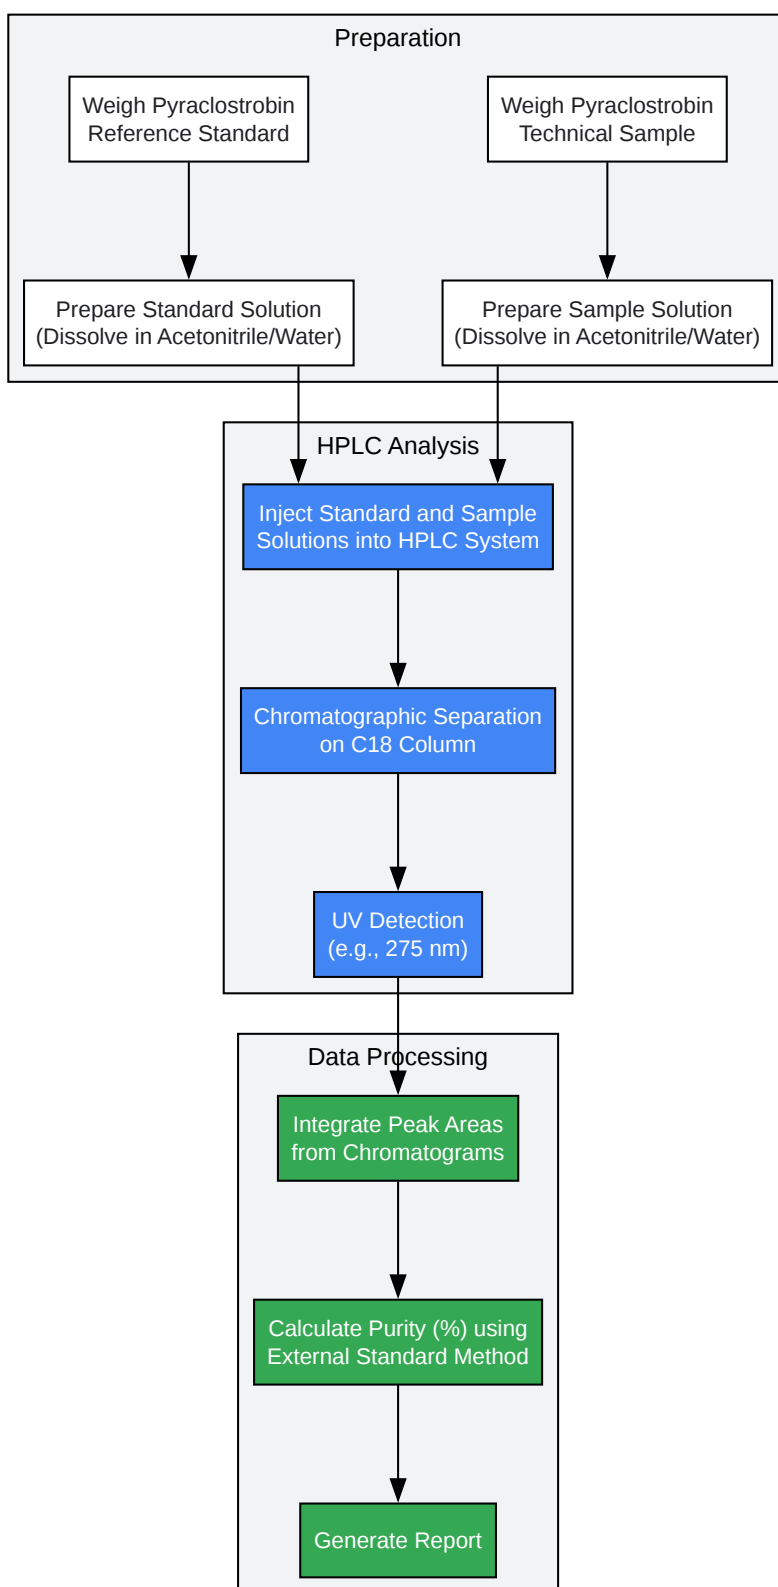 Preparation
Weigh Pyraclostrobin
Reference Standard
Weigh Pyraclostrobin
Technical Sample
Prepare Standard Solution
(Dissolve in Acetonitrile/Water)
Prepare Sample Solution
(Dissolve in Acetonitrile/Water)
HPLC Analysis
Inject Standard and Sample
Solutions into HPLC System
Chromatographic Separation
on C18 Column
UV Detection
(e.g., 275 nm)
Data Processing
Integrate Peak Areas
from Chromatograms
Calculate Purity (%) using
External Standard Method
Generate Report